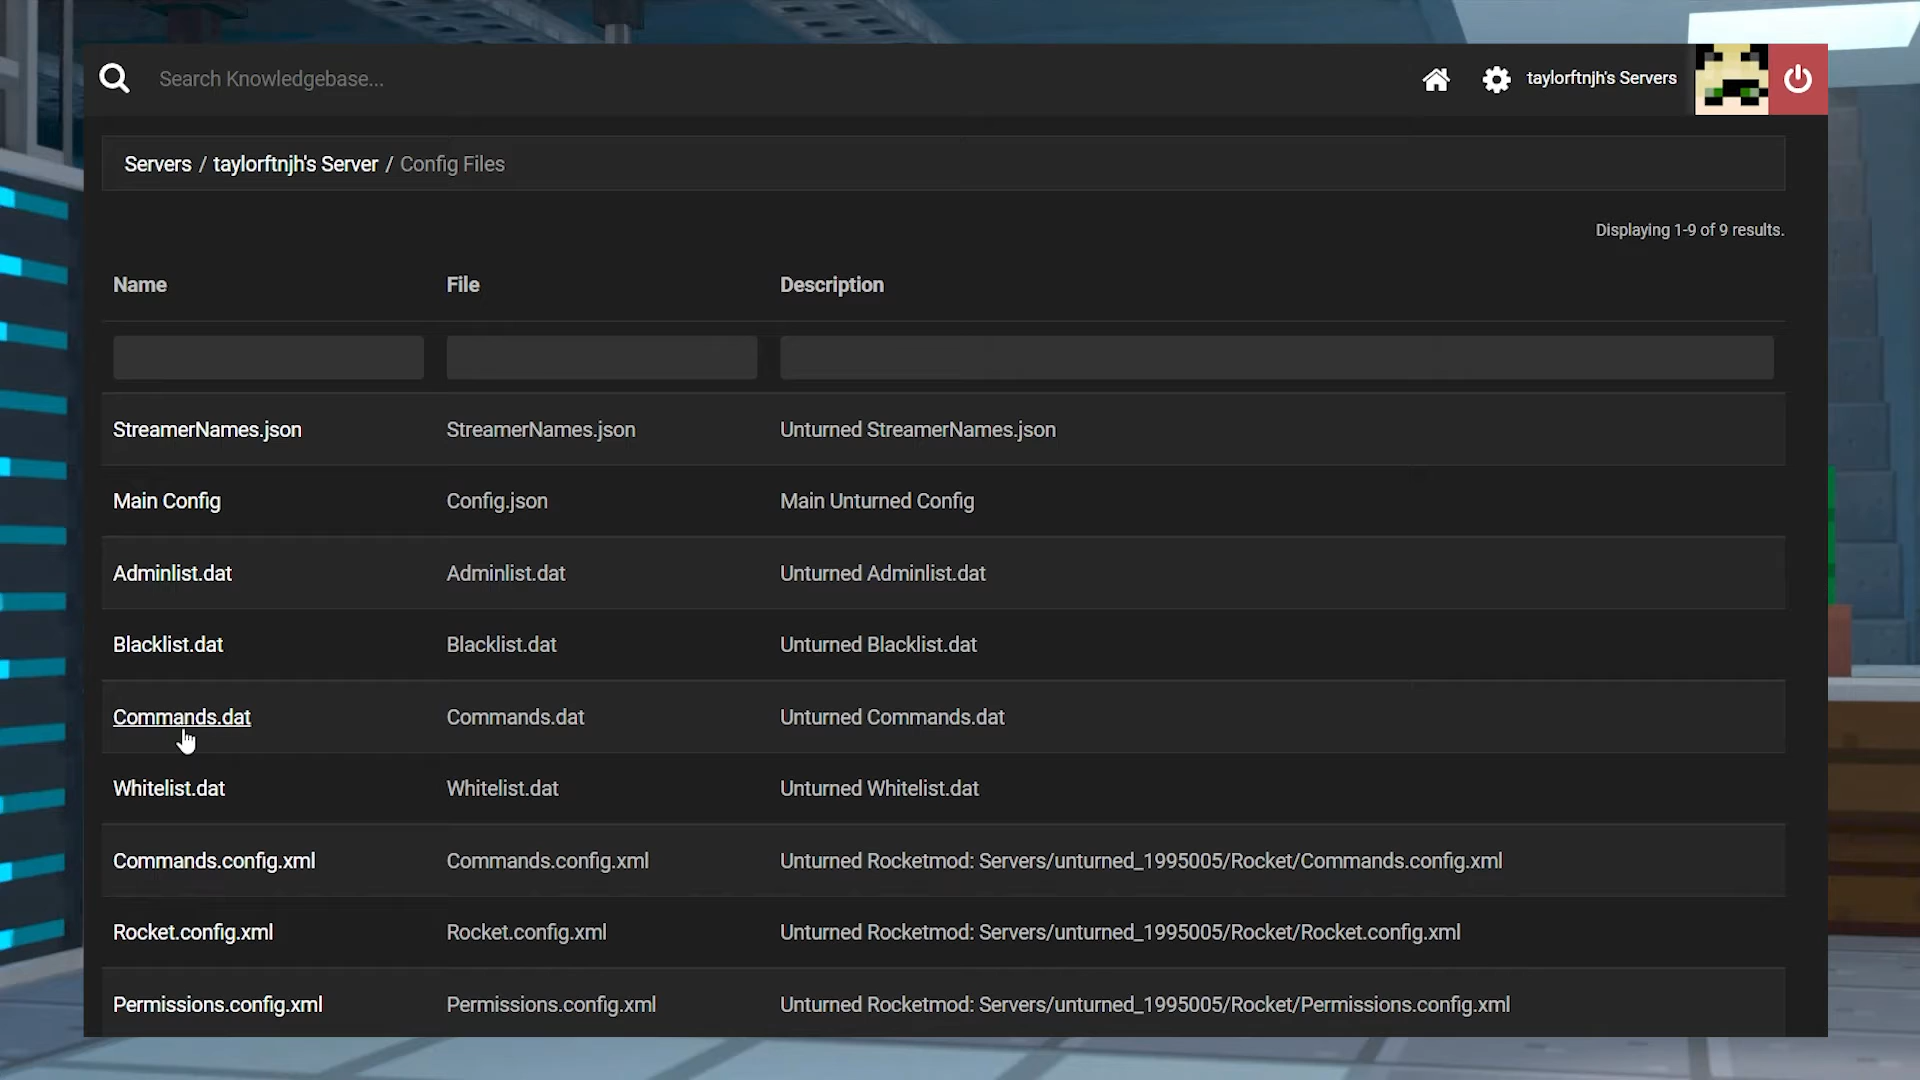 Search Knowledgebase...
taylorftnjh's Servers
Servers / taylorftnjh's Server / Config Files
Displaying 1-9 of 9 results.
Name File Description
StreamerNames.json StreamerNames.json Unturned StreamerNames.json
Main Config Config.json Main Unturned Config
Adminlist.dat Adminlist.dat Unturned Adminlist.dat
Blacklist.dat Blacklist.dat Unturned Blacklist.dat
Commands.dat Commands.dat Unturned Commands.dat
Whitelist.dat Whitelist.dat Unturned Whitelist.dat
Commands.config.xml Commands.config.xml Unturned Rocketmod: Servers/unturned_1995005/Rocket/Commands.config.xml
Rocket.config.xml Rocket.config.xml Unturned Rocketmod: Servers/unturned_1995005/Rocket/Rocket.config.xml
Permissions.config.xml Permissions.config.xml Unturned Rocketmod: Servers/unturned_1995005/Rocket/Permissions.config.xml